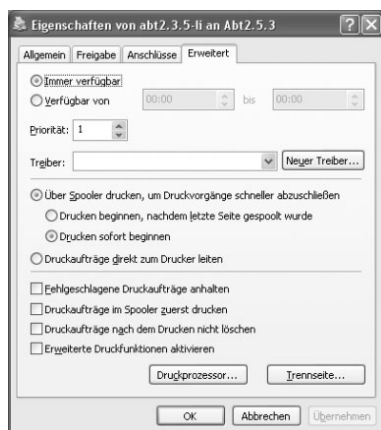 Eigenschaften von abt2.3.5-li an Abt2.5.3
Allgemein Freigabe Anschlüsse Erweitert
Immer verfügbar
Verfügbar von 00:00 bis 00:00
Priorität: 1
Treiber: Neuer Treiber...
Über Spooler drucken, um Druckvorgänge schneller abzuschließen
Drucken beginnen, nachdem letzte Seite gespoolt wurde
Drucken sofort beginnen
Druckaufträge direkt zum Drucker leiten
Fehlgeschlagene Druckaufträge anhalten
Druckaufträge im Spooler zuerst drucken
Druckaufträge nach dem Drucken nicht löschen
Erweiterte Druckfunktionen aktivieren
Druckprozessor... Trennseite...
OK Abbrechen Übernehmen